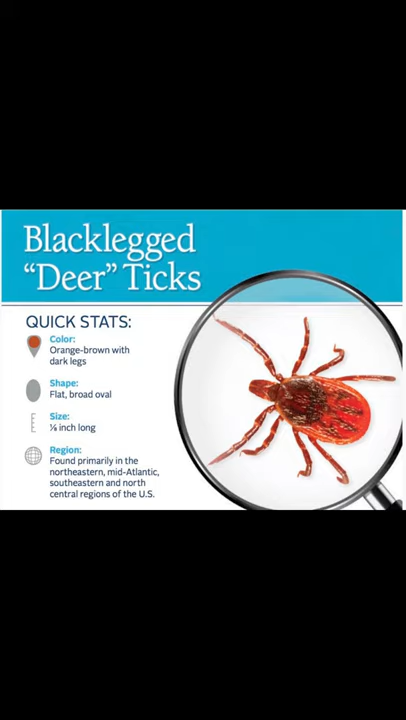 Blacklegged
“Deer” Ticks
QUICK STATS:
Color:
Orange-brown with
dark legs
Shape:
Flat, broad oval
Size:
⅛ inch long
Region:
Found primarily in the
northeastern, mid-Atlantic,
southeastern and north
central regions of the U.S.